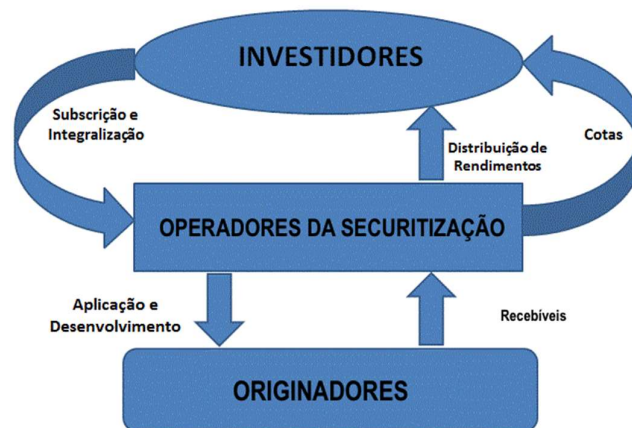 INVESTIDORES
Subscrição e
Integralização
Distribuição de
Rendimentos
Cotas
OPERADORES DA SECURITIZAÇÃO
Aplicação e
Desenvolvimento
Recebíveis
ORIGINADORES